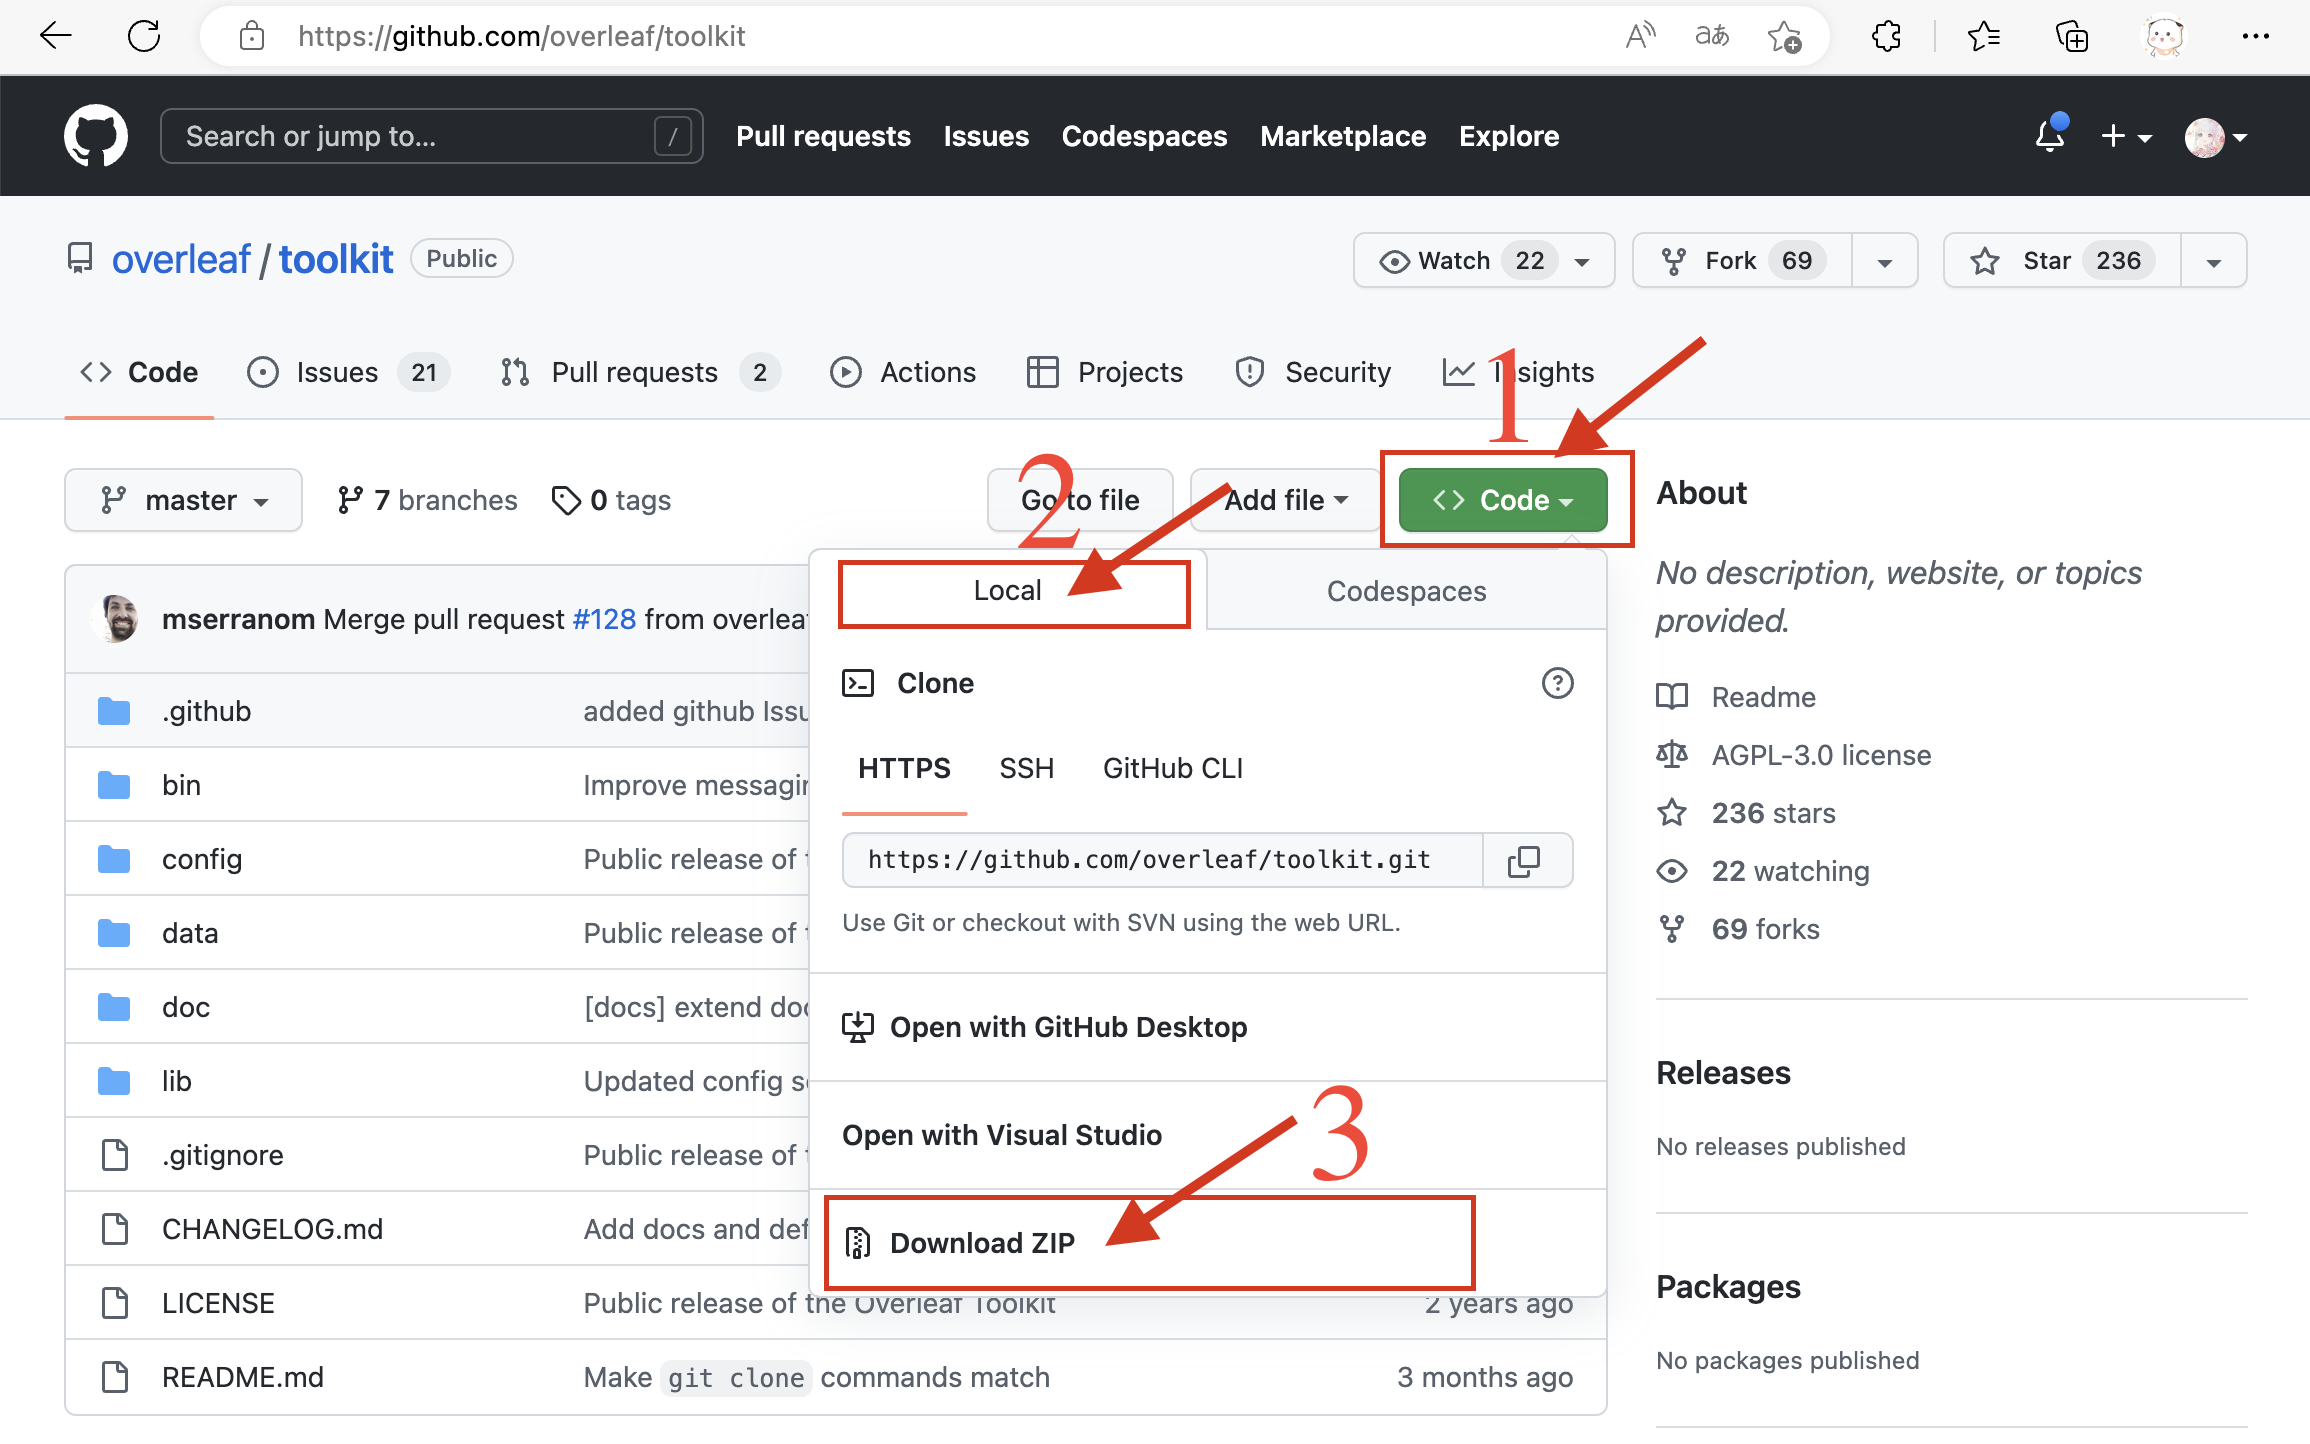 https://github.com/overleaf/toolkit
Search or jump to... /
Pull requests Issues Codespaces Marketplace Explore
overleaf / toolkit Public
Watch 22 Fork 69 Star 236
Code Issues 21 Pull requests 2 Actions Projects Security Insights
1
master 7 branches 0 tags Go to file Add file Code
2
Local Codespaces
mserranom Merge pull request #128 from overlea
Clone
HTTPS SSH GitHub CLI
https://github.com/overleaf/toolkit.git
Use Git or checkout with SVN using the web URL.
Open with GitHub Desktop
Open with Visual Studio
3
Download ZIP
.github added github Issu
bin Improve messagin
config Public release of
data Public release of
doc [docs] extend doc
lib Updated config s
.gitignore Public release of
CHANGELOG.md Add docs and def
LICENSE Public release of the Overleaf Toolkit 2 years ago
README.md Make git clone commands match 3 months ago
About
No description, website, or topics
provided.
Readme
AGPL-3.0 license
236 stars
22 watching
69 forks
Releases
No releases published
Packages
No packages published